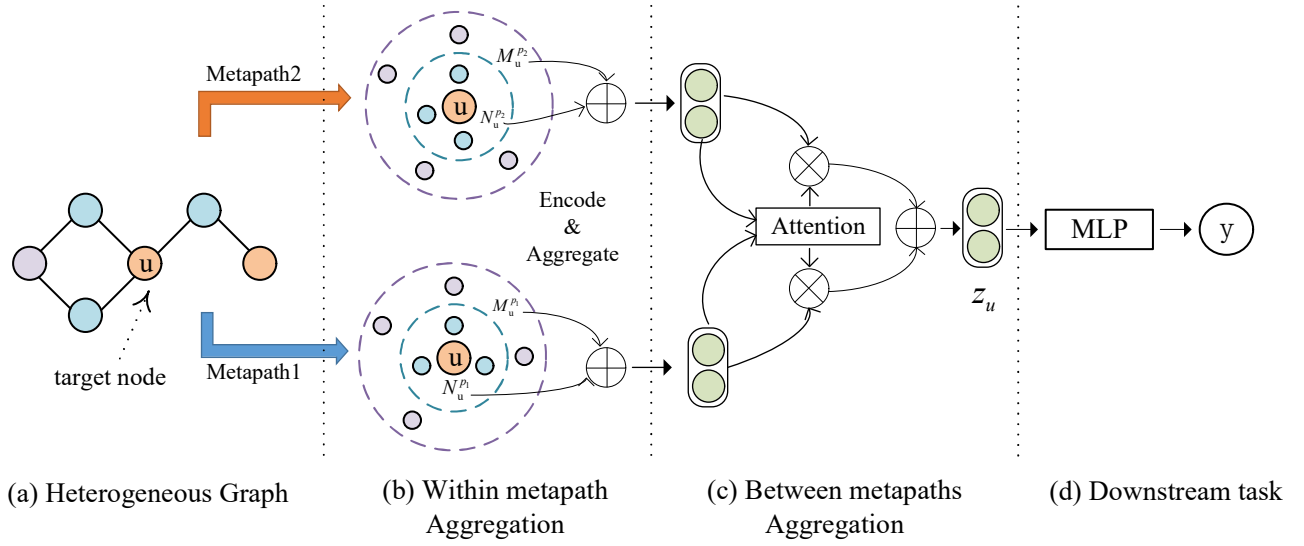 Metapath2
u
target node
Metapath1
u
M_u^{p_2}
N_u^{p_2}
Encode
&
Aggregate
u
M_u^{p_1}
N_u^{p_1}
Attention
z_u
MLP
y
(a) Heterogeneous Graph
(b) Within metapath
Aggregation
(c) Between metapaths
Aggregation
(d) Downstream task